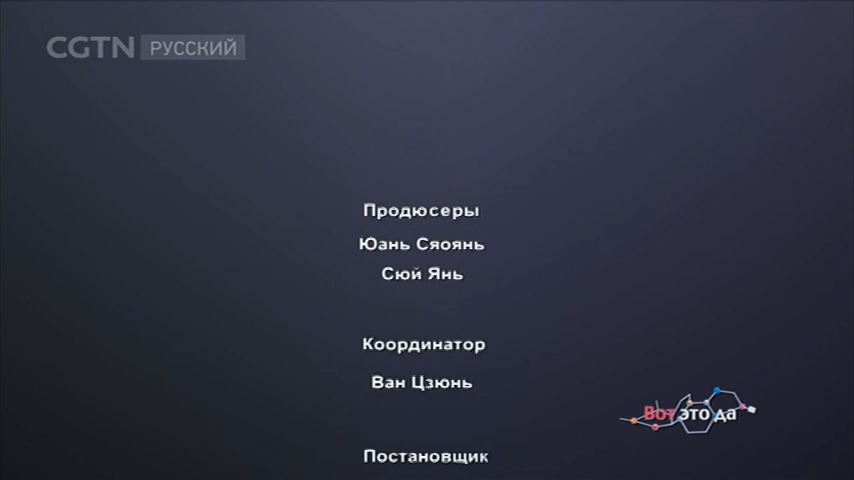 CGTN РУССКИЙ
Продюсеры
Юань Сяоянь
Сюй Янь
Координатор
Ван Цзюнь
Вот это да
Постановщик